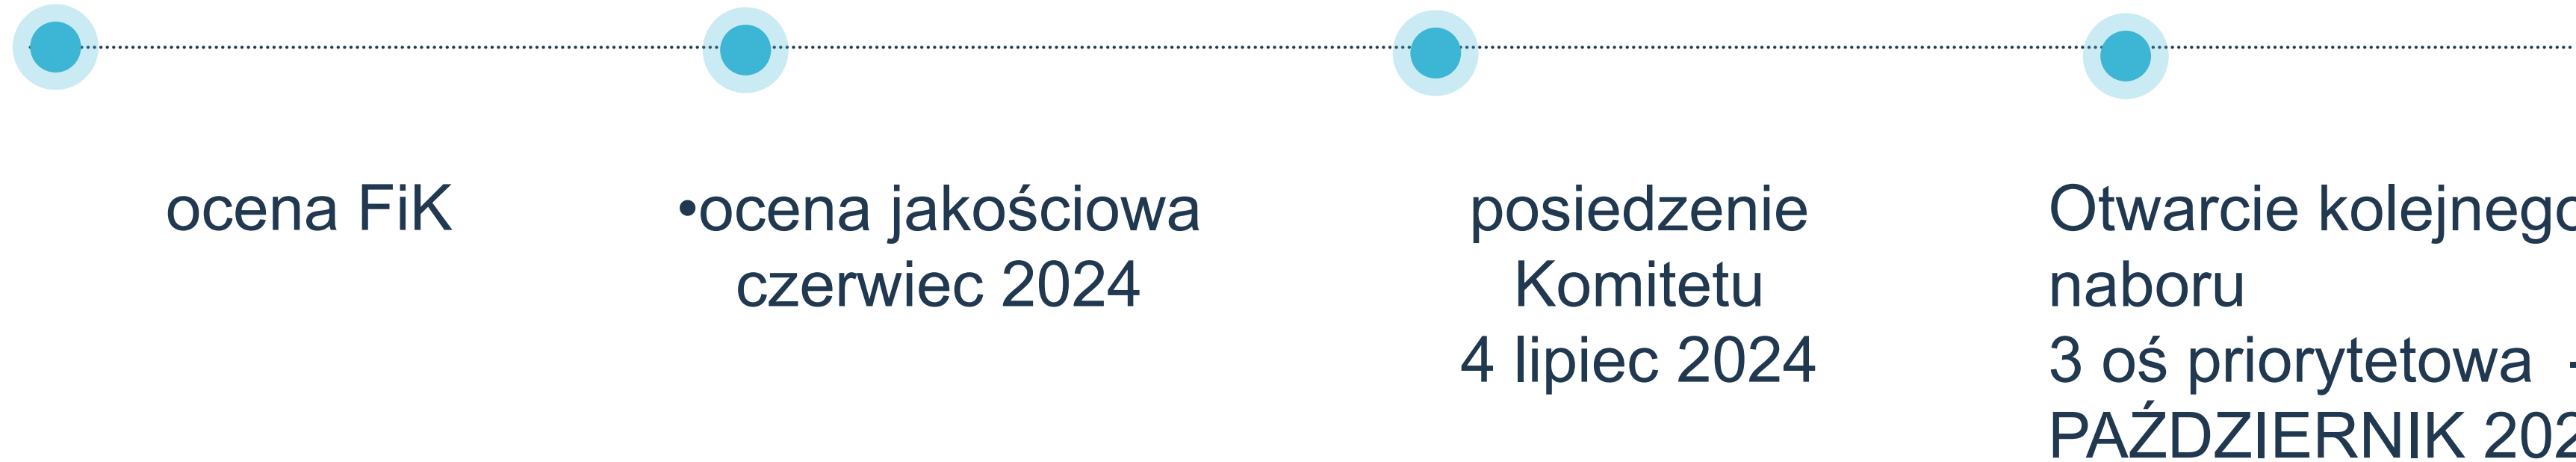 ocena FiK
•ocena jakościowa
czerwiec 2024
posiedzenie
Komitetu
4 lipiec 2024
Otwarcie kolejnego
naboru
3 oś priorytetowa -
PAŹDZIERNIK